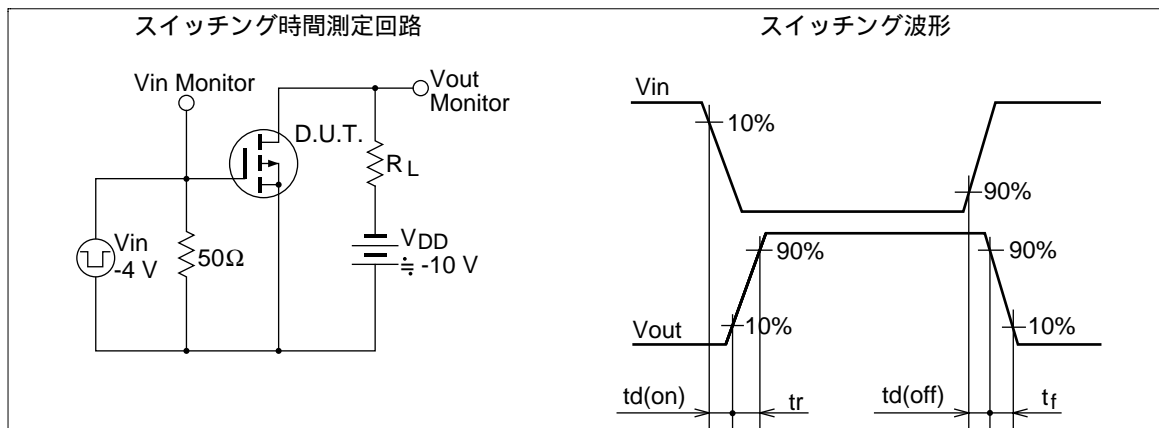 スイッチング時間測定回路
Vin Monitor
Vout
Monitor
D.U.T.
RL
Vin
-4 V
50Ω
VDD
≒ -10 V
スイッチング波形
Vin
10%
90%
90%
10%
Vout
10%
td(on)
tr
td(off)
tf